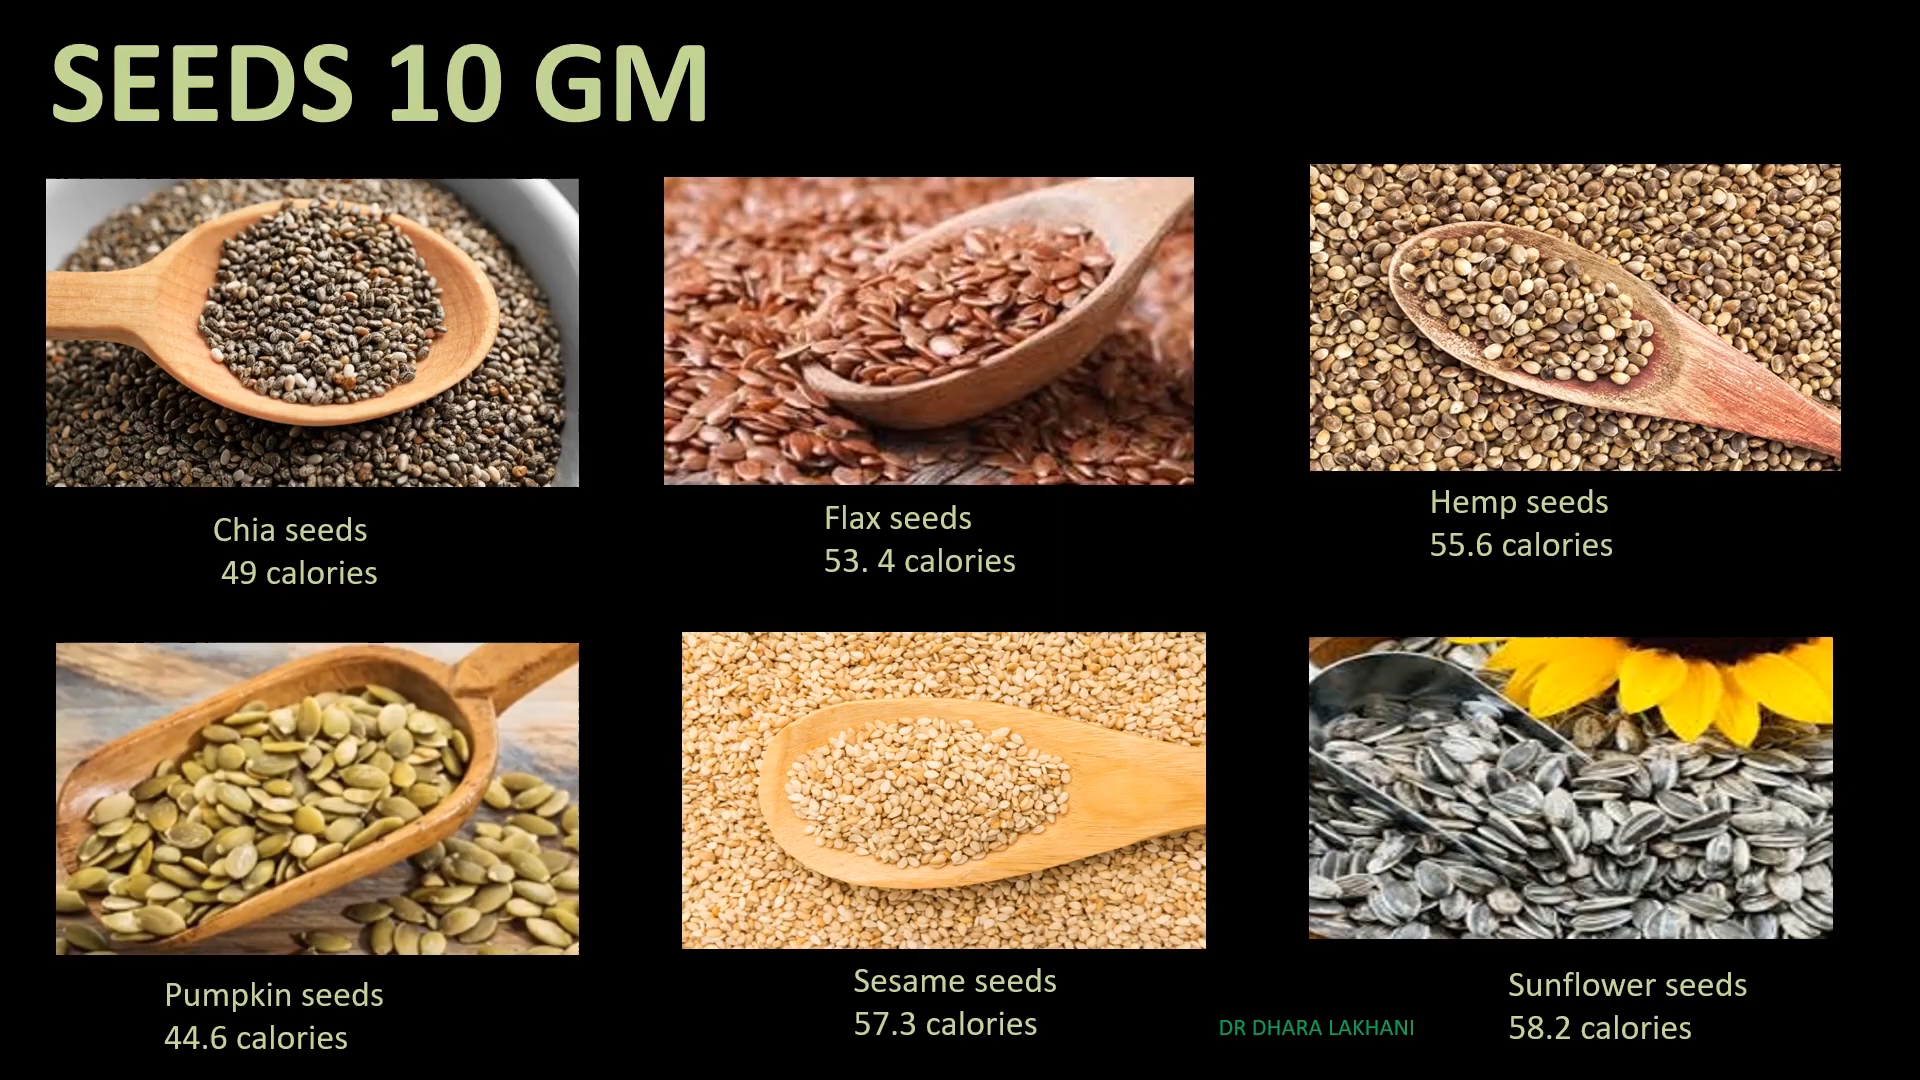 SEEDS 10 GM
Chia seeds
49 calories
Flax seeds
53. 4 calories
Hemp seeds
55.6 calories
Pumpkin seeds
44.6 calories
Sesame seeds
57.3 calories
Sunflower seeds
58.2 calories
DR DHARA LAKHANI